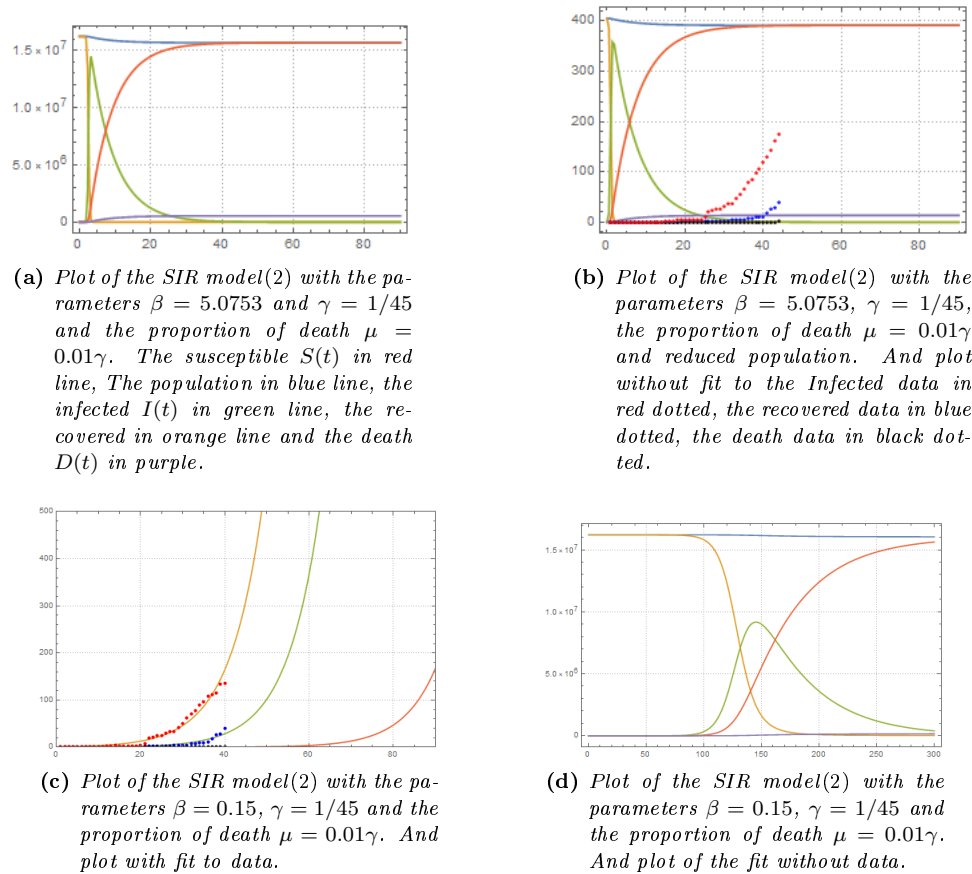 1.5 × 10⁷
1.0 × 10⁷
5.0 × 10⁶
0
0 20 40 60 80
(a) Plot of the SIR model(2) with the pa-
rameters β = 5.0753 and γ = 1/45
and the proportion of death μ =
0.01γ. The susceptible S(t) in red
line, The population in blue line, the
infected I(t) in green line, the re-
covered in orange line and the death
D(t) in purple.
400
300
200
100
0
0 20 40 60 80
(b) Plot of the SIR model(2) with the
parameters β = 5.0753, γ = 1/45,
the proportion of death μ = 0.01γ
and reduced population. And plot
without fit to the Infected data in
red dotted, the recovered data in blue
dotted, the death data in black dot-
ted.
500
400
300
200
100
0
20 40 60 80
(c) Plot of the SIR model(2) with the pa-
rameters β = 0.15, γ = 1/45 and the
proportion of death μ = 0.01γ. And
plot with fit to data.
1.5 × 10⁷
1.0 × 10⁷
5.0 × 10⁶
0
0 50 100 150 200 250 300
(d) Plot of the SIR model(2) with the
parameters β = 0.15, γ = 1/45 and
the proportion of death μ = 0.01γ.
And plot of the fit without data.